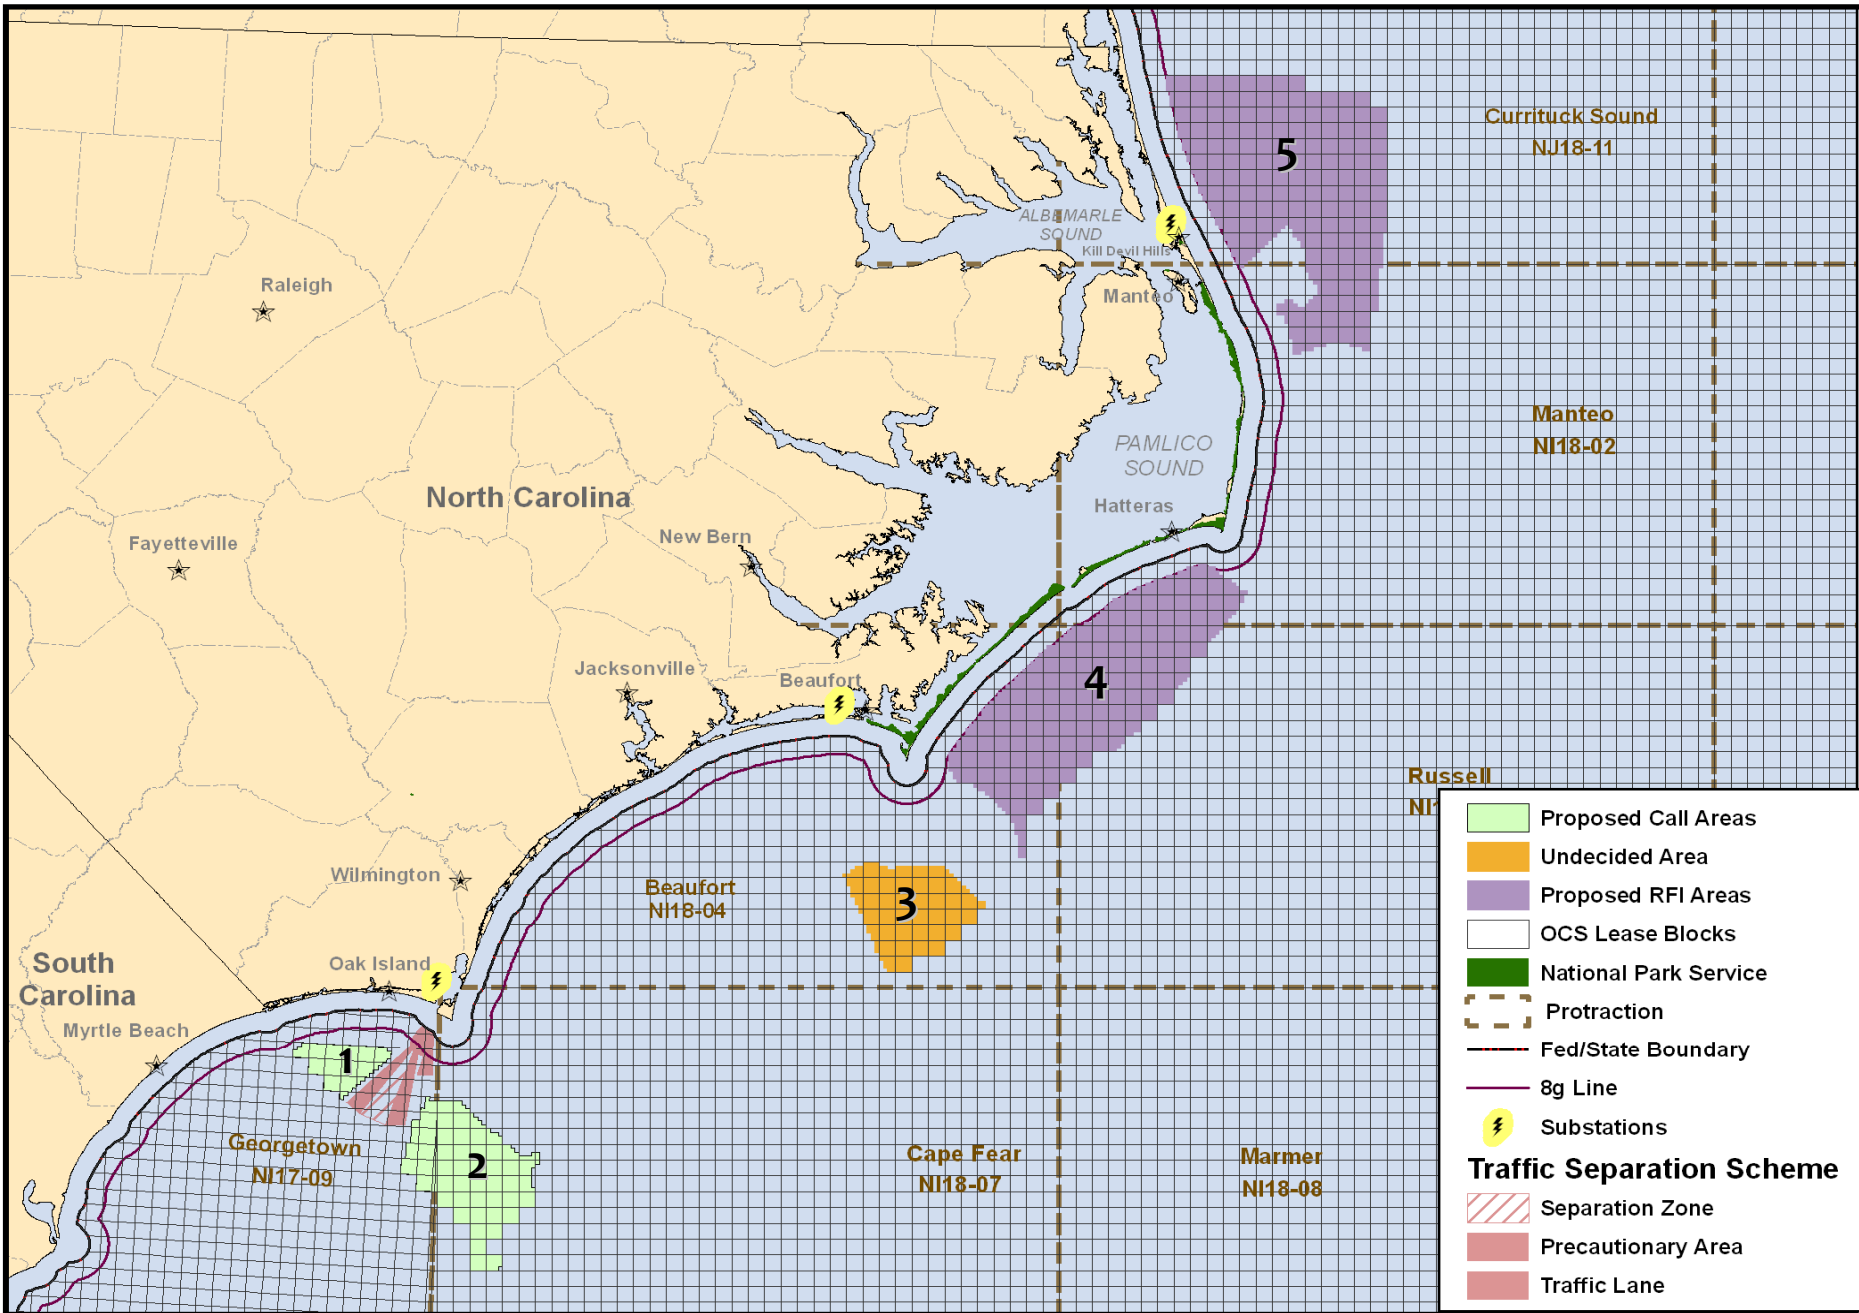 Currituck Sound
NJ18-11
5
ALBEMARLE
SOUND
Kill Devil Hills
Manteo
Raleigh
Manteo
NI18-02
PAMLICO
SOUND
Hatteras
North Carolina
New Bern
Fayetteville
4
Jacksonville
Beaufort
Russell
NI1
Wilmington
Beaufort
NI18-04
3
South
Carolina
Oak Island
Myrtle Beach
1
Georgetown
NI17-09
2
Cape Fear
NI18-07
Marmer
NI18-08
Proposed Call Areas
Undecided Area
Proposed RFI Areas
OCS Lease Blocks
National Park Service
Protraction
Fed/State Boundary
8g Line
Substations
Traffic Separation Scheme
Separation Zone
Precautionary Area
Traffic Lane